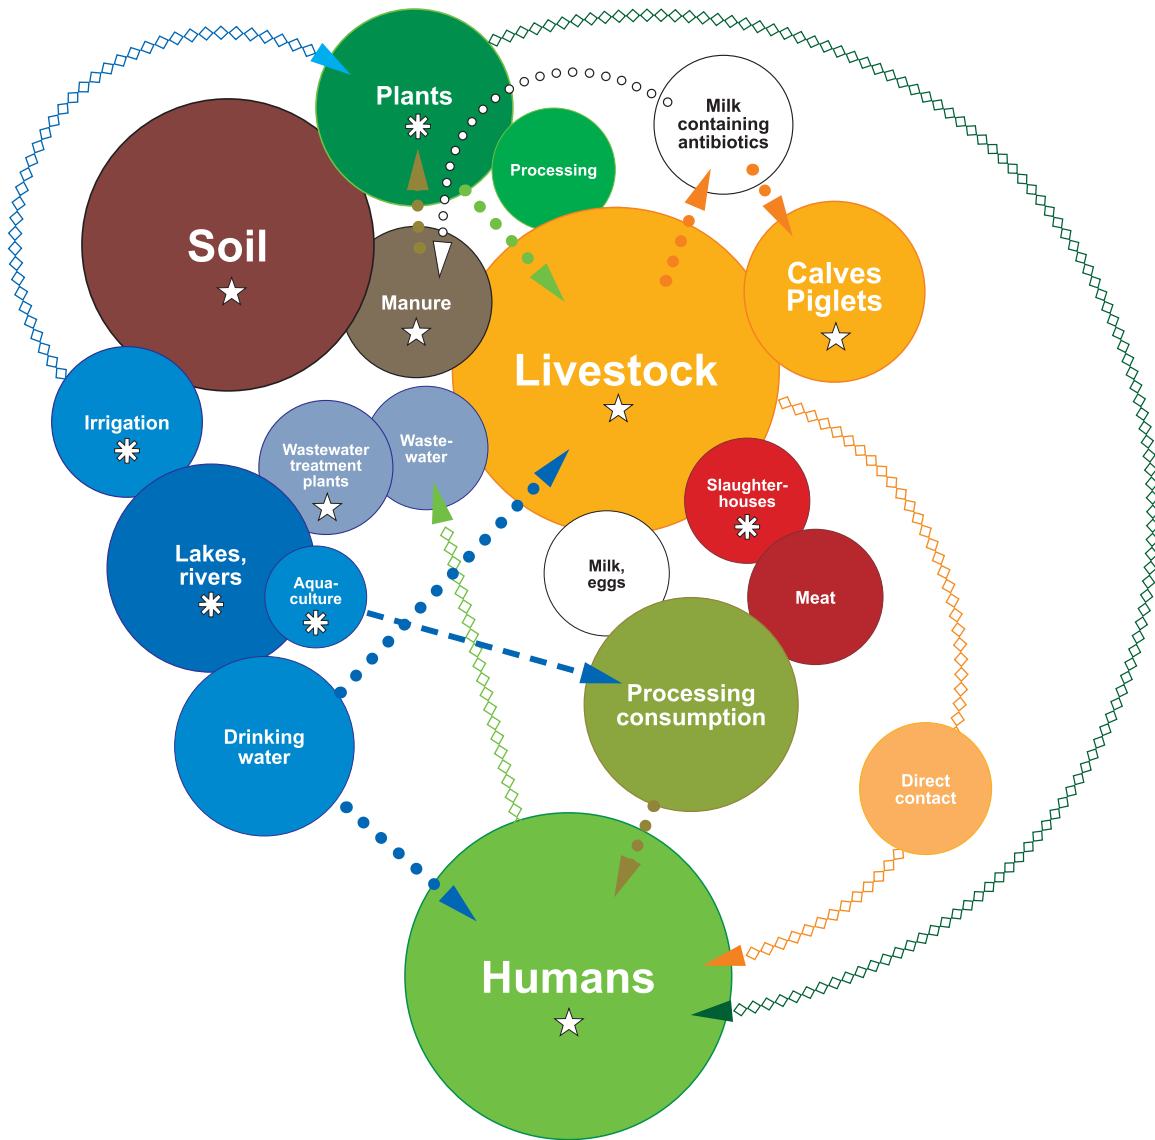 Plants
Milk
containing
antibiotics
Processing
Soil
Calves
Piglets
Manure
Livestock
Irrigation
Wastewater
treatment
plants
Waste-
water
Slaughter-
houses
Lakes,
rivers
Aqua-
culture
Milk,
eggs
Meat
Processing
consumption
Drinking
water
Direct
contact
Humans